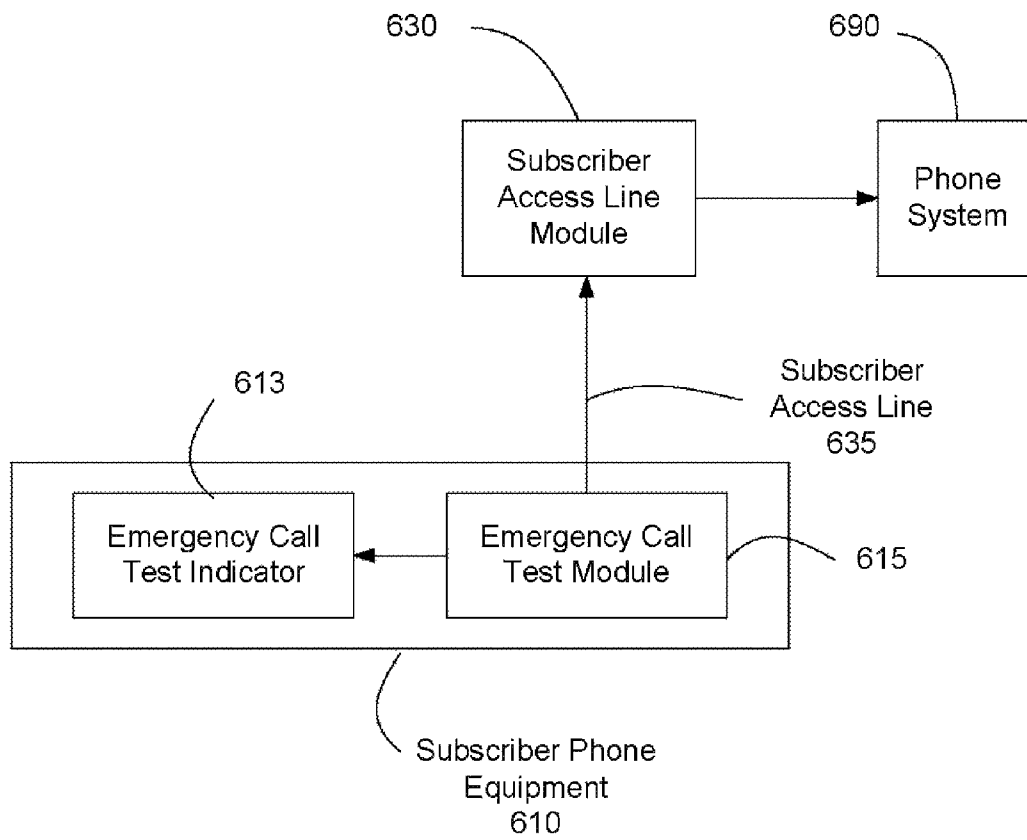 630
690
Subscriber
Access Line
Module
Phone
System
613
Subscriber
Access Line
635
Emergency Call
Test Indicator
Emergency Call
Test Module
615
Subscriber Phone
Equipment
610